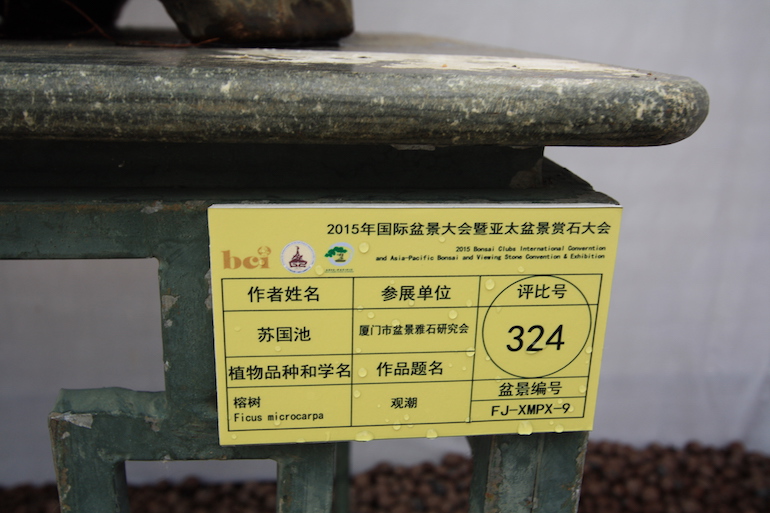 2015年国际盆景大会暨亚太盆景赏石大会
bci
2015 Bonsai Clubs International Convention
and Asia-Pacific Bonsai and Viewing Stone Convention & Exhibition
作者姓名 参展单位 评比号
苏国池 厦门市盆景雅石研究会 324
植物品种和学名 作品题名 盆景编号
榕树 观潮 FJ-XMPX-9
Ficus microcarpa